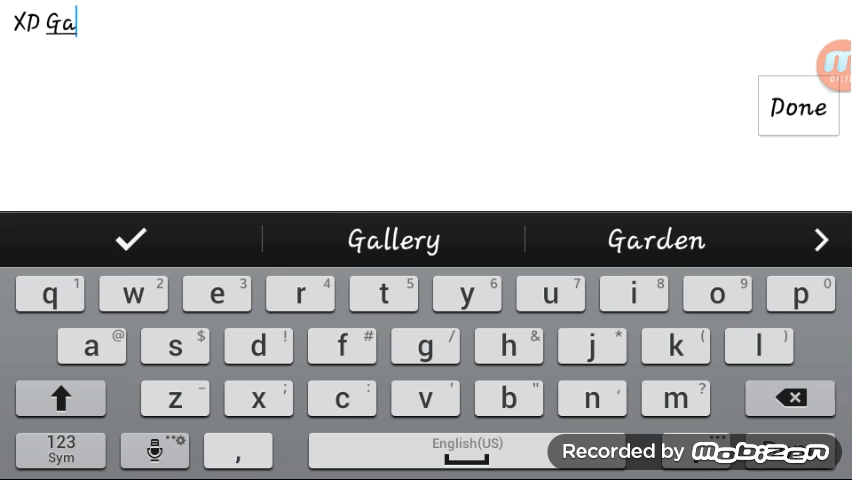 XD Ga
Done
Gallery Garden
q 1 w 2 e 3 r 4 t 5 y 6 u 7 i 8 o 9 p 0
a @ s $ d ! f # g / h & j * k ( l )
z - x ; c : v ' b " n , m ?
123 Sym , English(US)
Recorded by mobizen